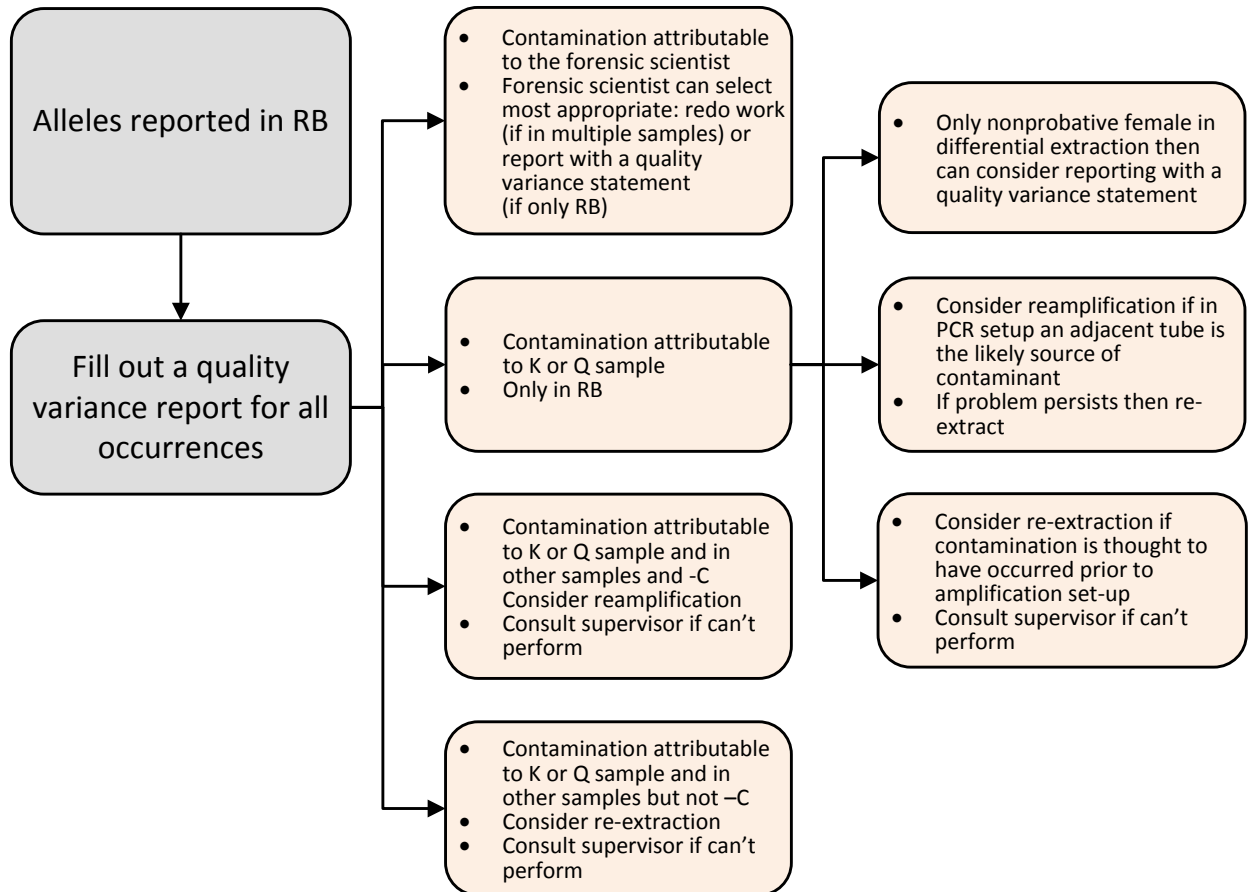 Alleles reported in RB
Fill out a quality
variance report for all
occurrences
• Contamination attributable
to the forensic scientist
• Forensic scientist can select
most appropriate: redo work
(if in multiple samples) or
report with a quality
variance statement
(if only RB)
• Contamination attributable
to K or Q sample
• Only in RB
• Contamination attributable
to K or Q sample and in
other samples and -C
Consider reamplification
• Consult supervisor if can’t
perform
• Contamination attributable
to K or Q sample and in
other samples but not –C
• Consider re-extraction
• Consult supervisor if can’t
perform
• Only nonprobative female in
differential extraction then
can consider reporting with a
quality variance statement
• Consider reamplification if in
PCR setup an adjacent tube is
the likely source of
contaminant
• If problem persists then re-
extract
• Consider re-extraction if
contamination is thought to
have occurred prior to
amplification set-up
• Consult supervisor if can’t
perform